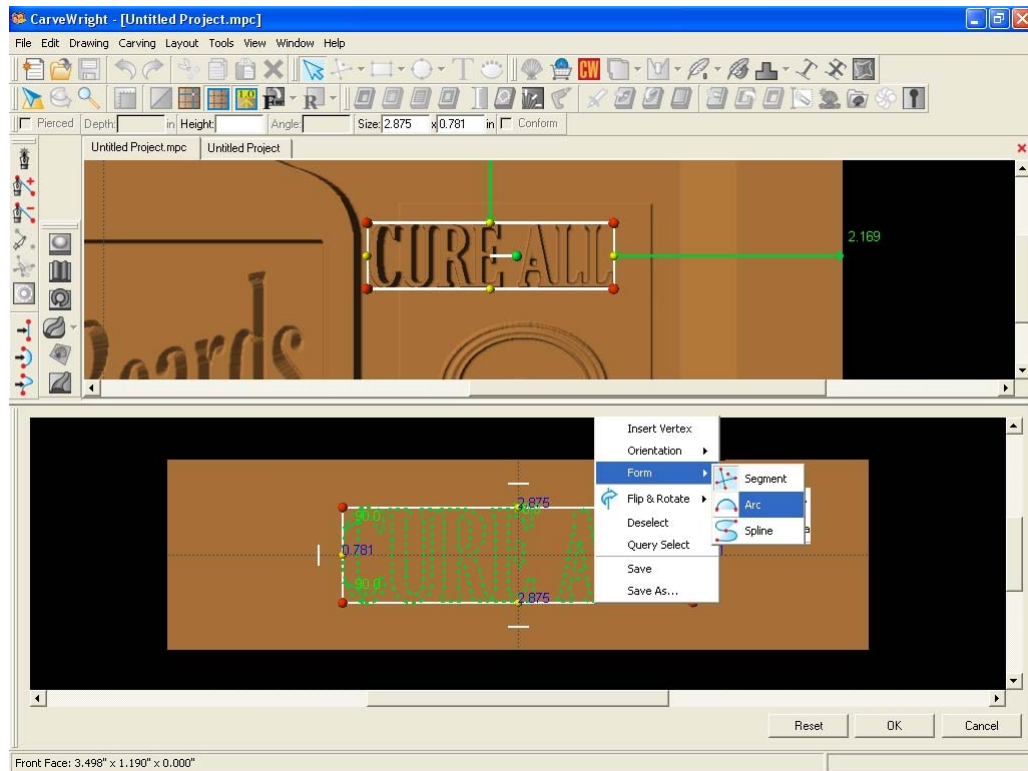 CarveWright - [Untitled Project.mpc]
File Edit Drawing Carving Layout Tools View Window Help
Pierced Depth: in Height: Angle: Size: 2.875 x 0.781 in Conform
Untitled Project.mpc Untitled Project
2.169
CURE ALL
Boards
Insert Vertex
Orientation
Form
Segment
Flip & Rotate
Arc
Deselect
Spline
Query Select
Save
Save As...
2.875
90.0
0.781
90.0
2.875
Reset OK Cancel
Front Face: 3.498" x 1.190" x 0.000"